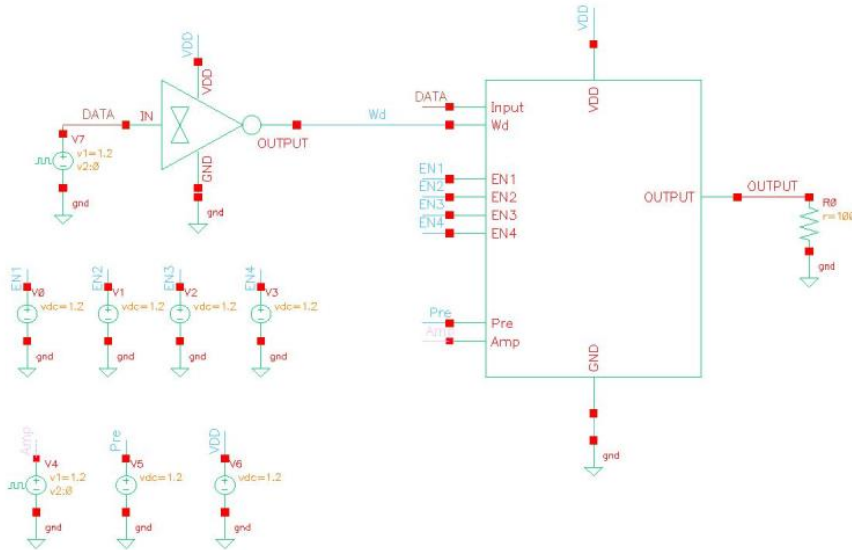 VDD
VDD
DATA
IN
OUTPUT
GND
gnd
V7
v1=1.2
v2:0
gnd
Wd
VDD
VDD
DATA
Input
Wd
EN1
EN1
EN2
EN2
EN3
EN3
EN4
EN4
Pre
Pre
Amp
GND
gnd
OUTPUT
OUTPUT
R0
gnd
EN1
V0
vdc=1.2
gnd
EN2
V1
vdc=1.2
gnd
EN3
V2
vdc=1.2
gnd
EN4
V3
vdc=1.2
gnd
Amp
V4
v1=1.2
v2:0
gnd
Pre
V5
vdc=1.2
gnd
VDD
V6
vdc=1.2
gnd